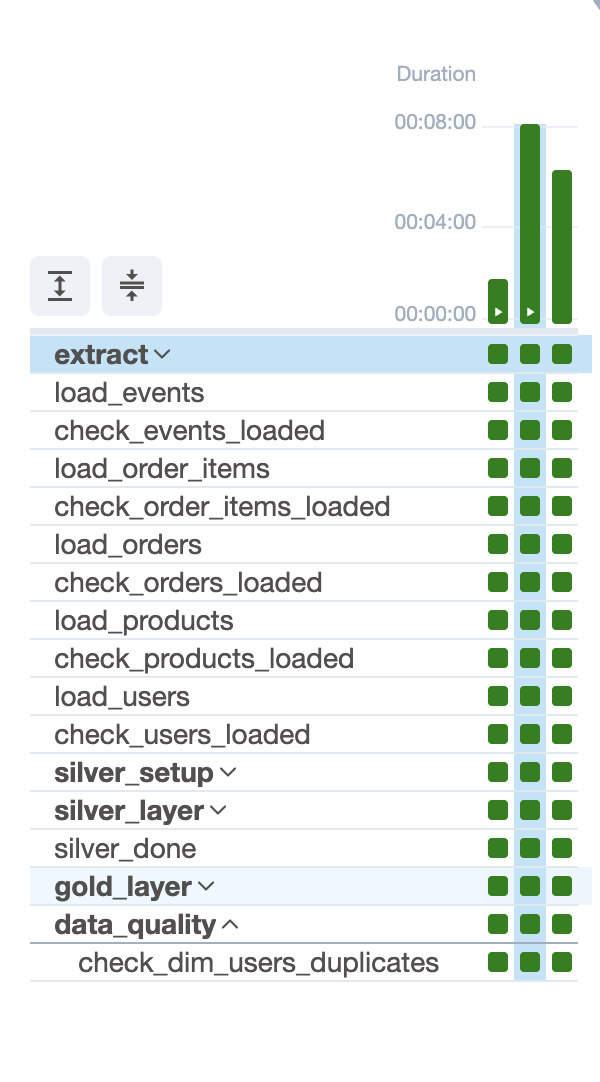 Duration
00:08:00
00:04:00
00:00:00
extract
load_events
check_events_loaded
load_order_items
check_order_items_loaded
load_orders
check_orders_loaded
load_products
check_products_loaded
load_users
check_users_loaded
silver_setup
silver_layer
silver_done
gold_layer
data_quality
check_dim_users_duplicates